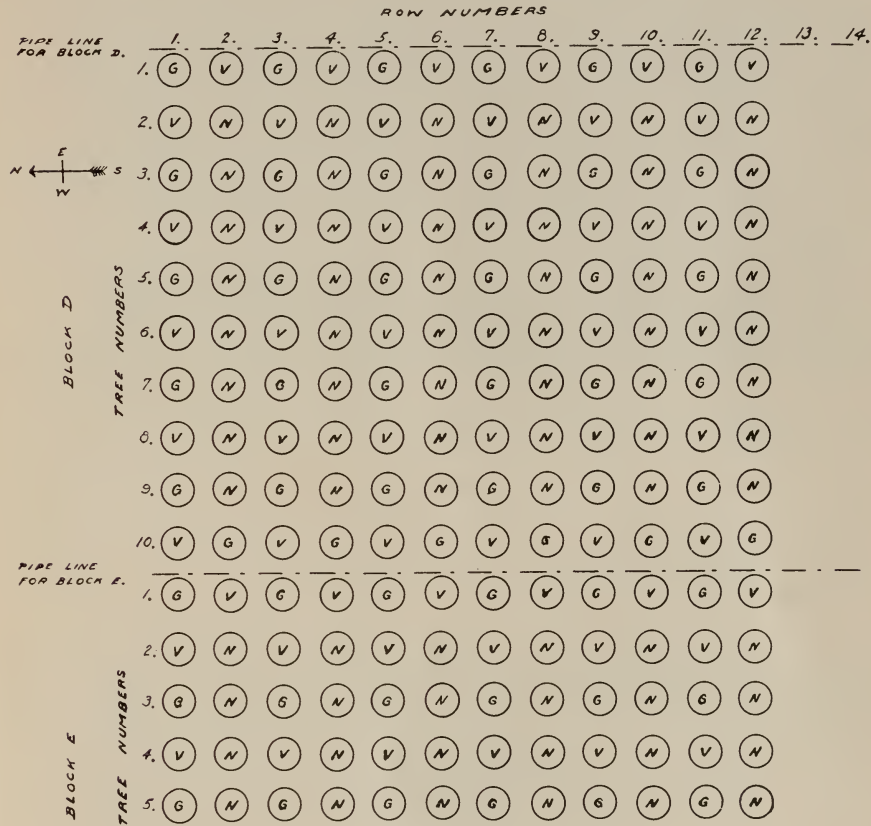 ROW NUMBERS
PIPE LINE FOR BLOCK D. 1. 2. 3. 4. 5. 6. 7. 8. 9. 10. 11. 12. 13. 14.
1. G V G V G V G V G V G V
2. V N V N V N V N V N V N
E
N S
W
3. G N G N G N G N G N G N
4. V N V N V N V N V N V N
5. G N G N G N G N G N G N
6. V N V N V N V N V N V N
7. G N G N G N G N G N G N
8. V N V N V N V N V N V N
9. G N G N G N G N G N G N
10. V G V G V G V G V G V G
BLOCK D
TREE NUMBERS
PIPE LINE FOR BLOCK E.
1. G V G V G V G V G V G V
2. V N V N V N V N V N V N
3. G N G N G N G N G N G N
4. V N V N V N V N V N V N
5. G N G N G N G N G N G N
BLOCK E
TREE NUMBERS